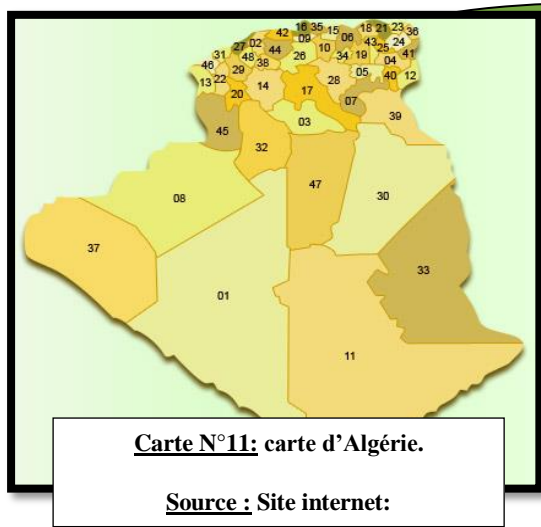 16 35 15 18 21 23 36
42 09 06 24
27 02 43 25 41
31 48 44 26 10 34 19 04
46 29 38 05
13 22 14 28 40 12
20 17 07
03 39
45
32
47
08 30
37
33
01
11
Carte N°11: carte d'Algérie.
Source : Site internet: